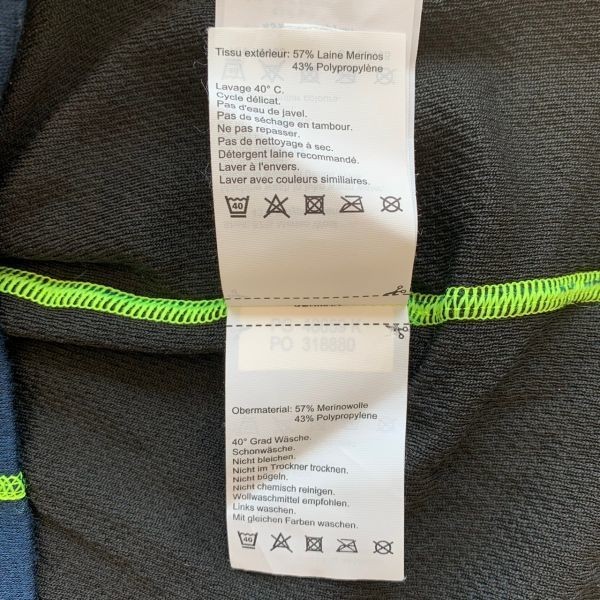 Tissu extérieur: 57% Laine Merinos
43% Polypropylène
Lavage 40° C.
Cycle délicat.
Pas d'eau de javel.
Pas de séchage en tambour.
Ne pas repasser.
Pas de nettoyage à sec.
Détergent laine recommandé.
Laver à l'envers.
Laver avec couleurs similiaires.
40
PO 318880
Obermaterial: 57% Merinowolle
43% Polypropylene
40° Grad Wäsche.
Schonwäsche.
Nicht bleichen.
Nicht im Trockner trocknen.
Nicht bügeln.
Nicht chemisch reinigen.
Wollwaschmittel empfohlen.
Links waschen.
Mit gleichen Farben waschen.
40